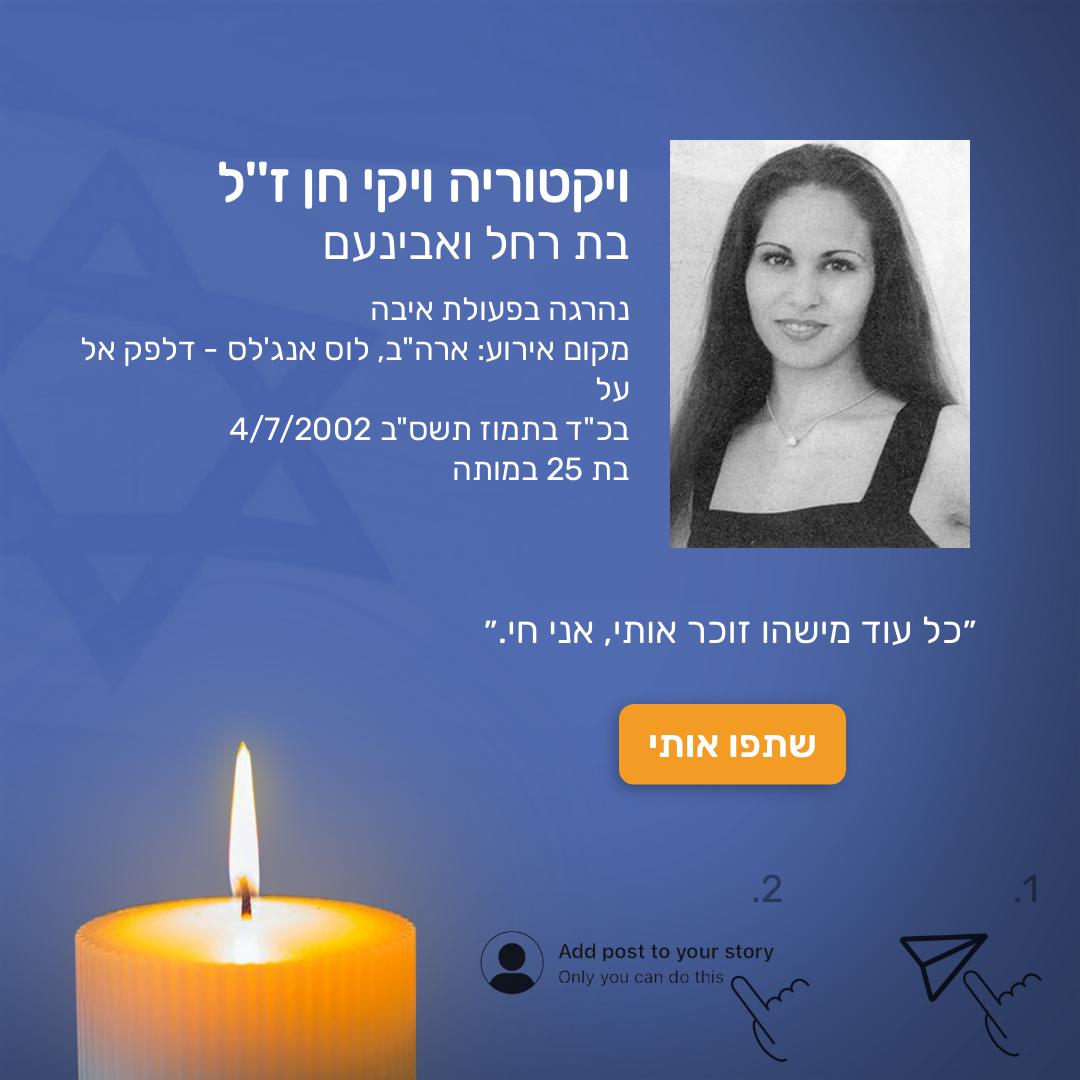 ויקטוריה ויקי חן ז"ל
בת רחל ואבינעם
נהרגה בפעולת איבה
מקום אירוע: ארה"ב, לוס אנג'לס - דלפק אל
על
בכ"ד בתמוז תשס"ב 4/7/2002
בת 25 במותה
״כל עוד מישהו זוכר אותי, אני חי.״
שתפו אותי
1.
2.
Add post to your story
Only you can do this